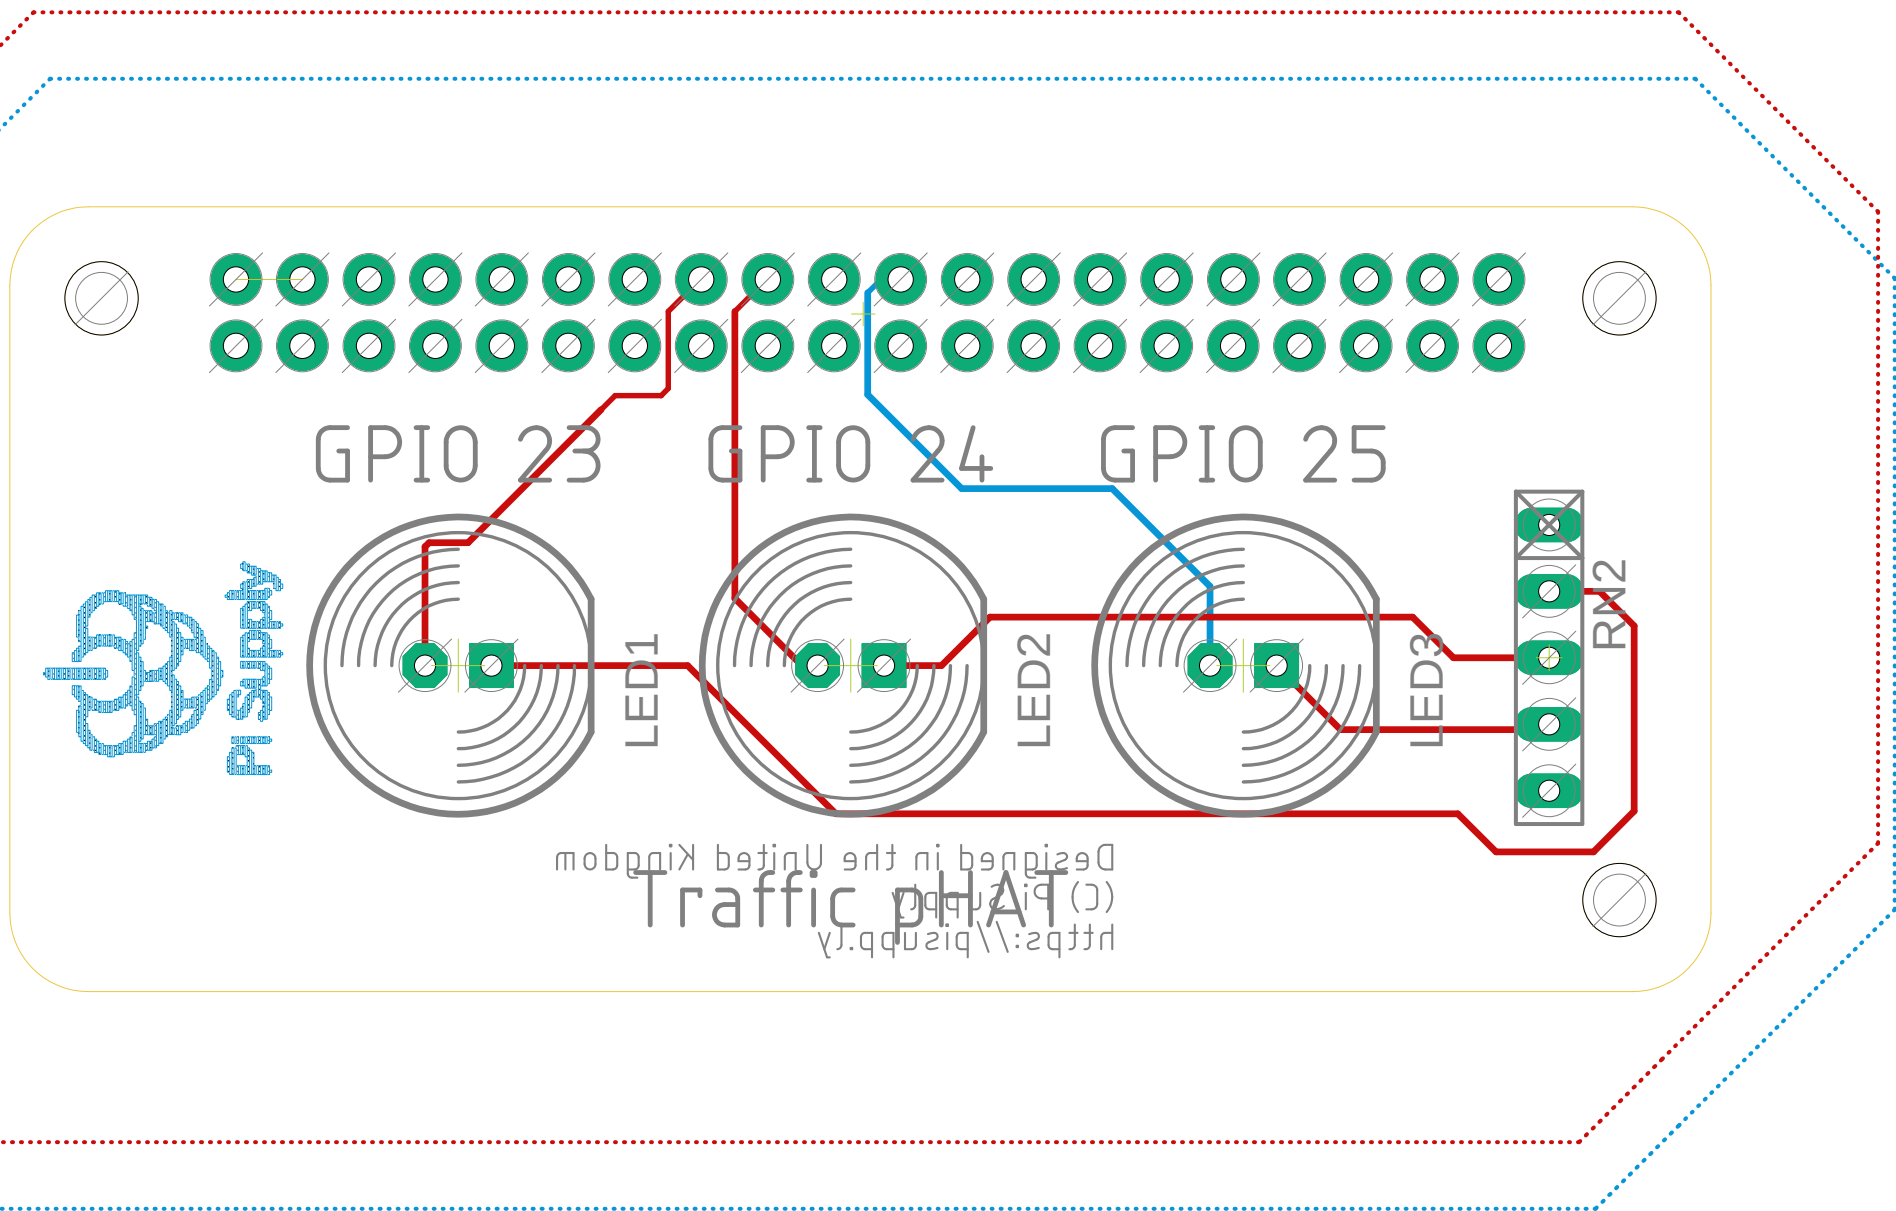 GPIO 23 GPIO 24 GPIO 25
RN2
LED1 LED2 LED3
Pi Supply
Designed in the United Kingdom
Traffic pHAT
(C) Pi Supply
https://pisupp.ly